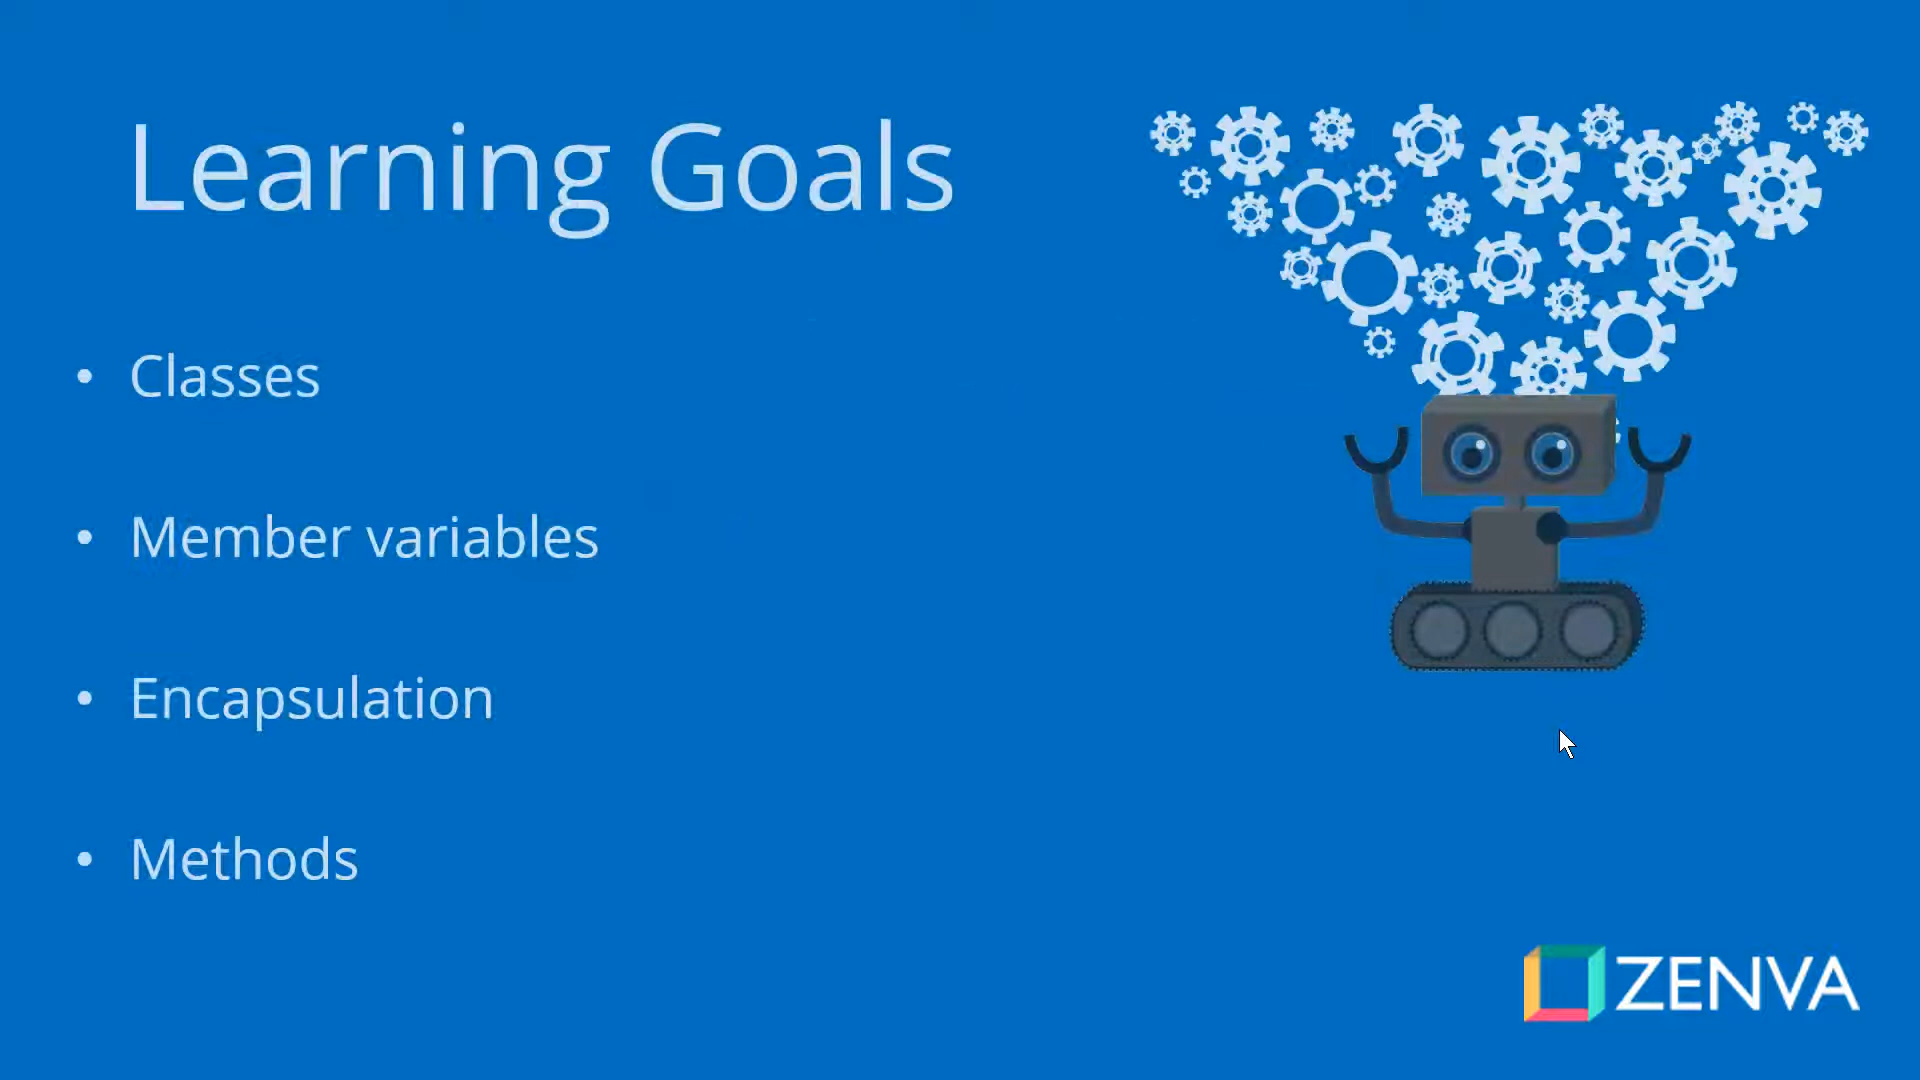 Learning Goals
• Classes
• Member variables
• Encapsulation
• Methods
ZENVA